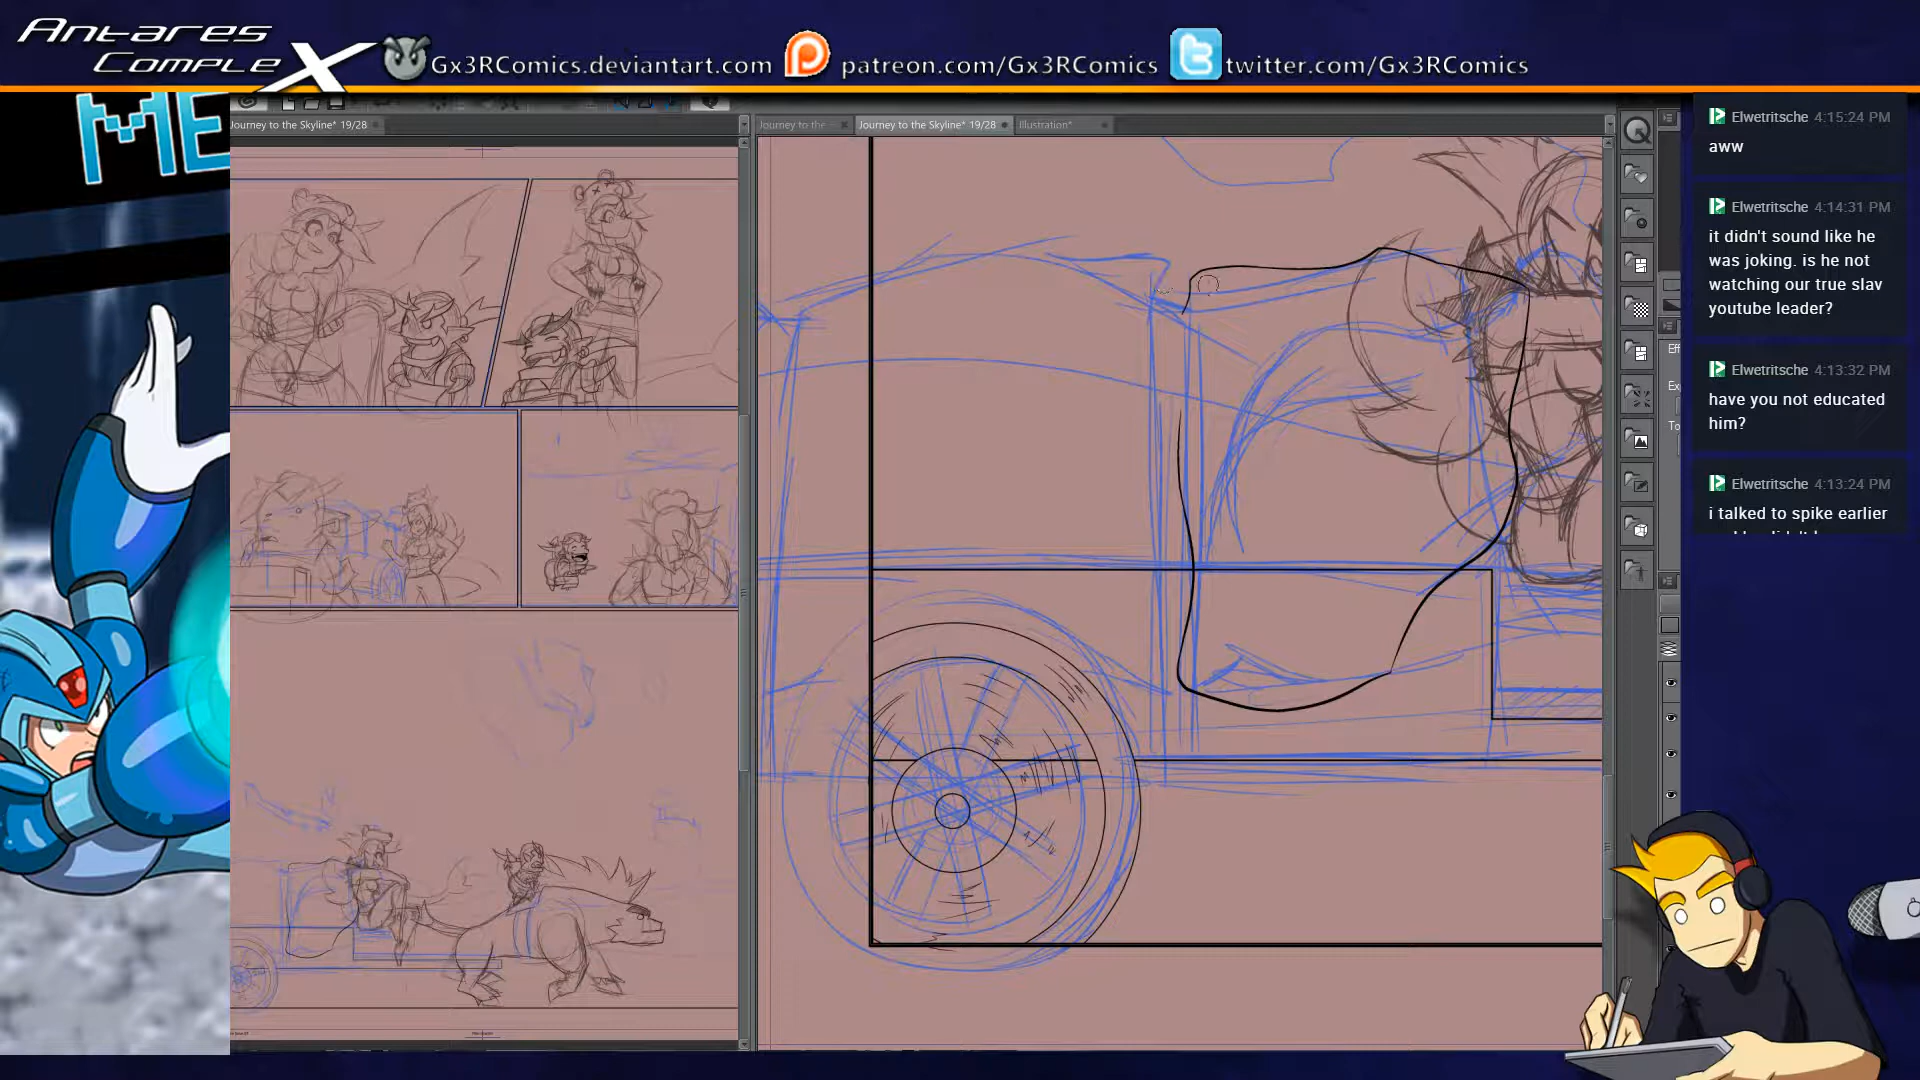 Antares
Complex
Gx3RComics.deviantart.com
patreon.com/Gx3RComics
twitter.com/Gx3RComics
ME
Journey to the Skyline* 19/28
Journey to the
Journey to the Skyline* 19/28
Illustration*
Elwetritsche 4:15:24 PM
aww
Elwetritsche 4:14:31 PM
it didn't sound like he
was joking. is he not
watching our true slav
youtube leader?
Elwetritsche 4:13:32 PM
have you not educated
him?
Elwetritsche 4:13:24 PM
i talked to spike earlier